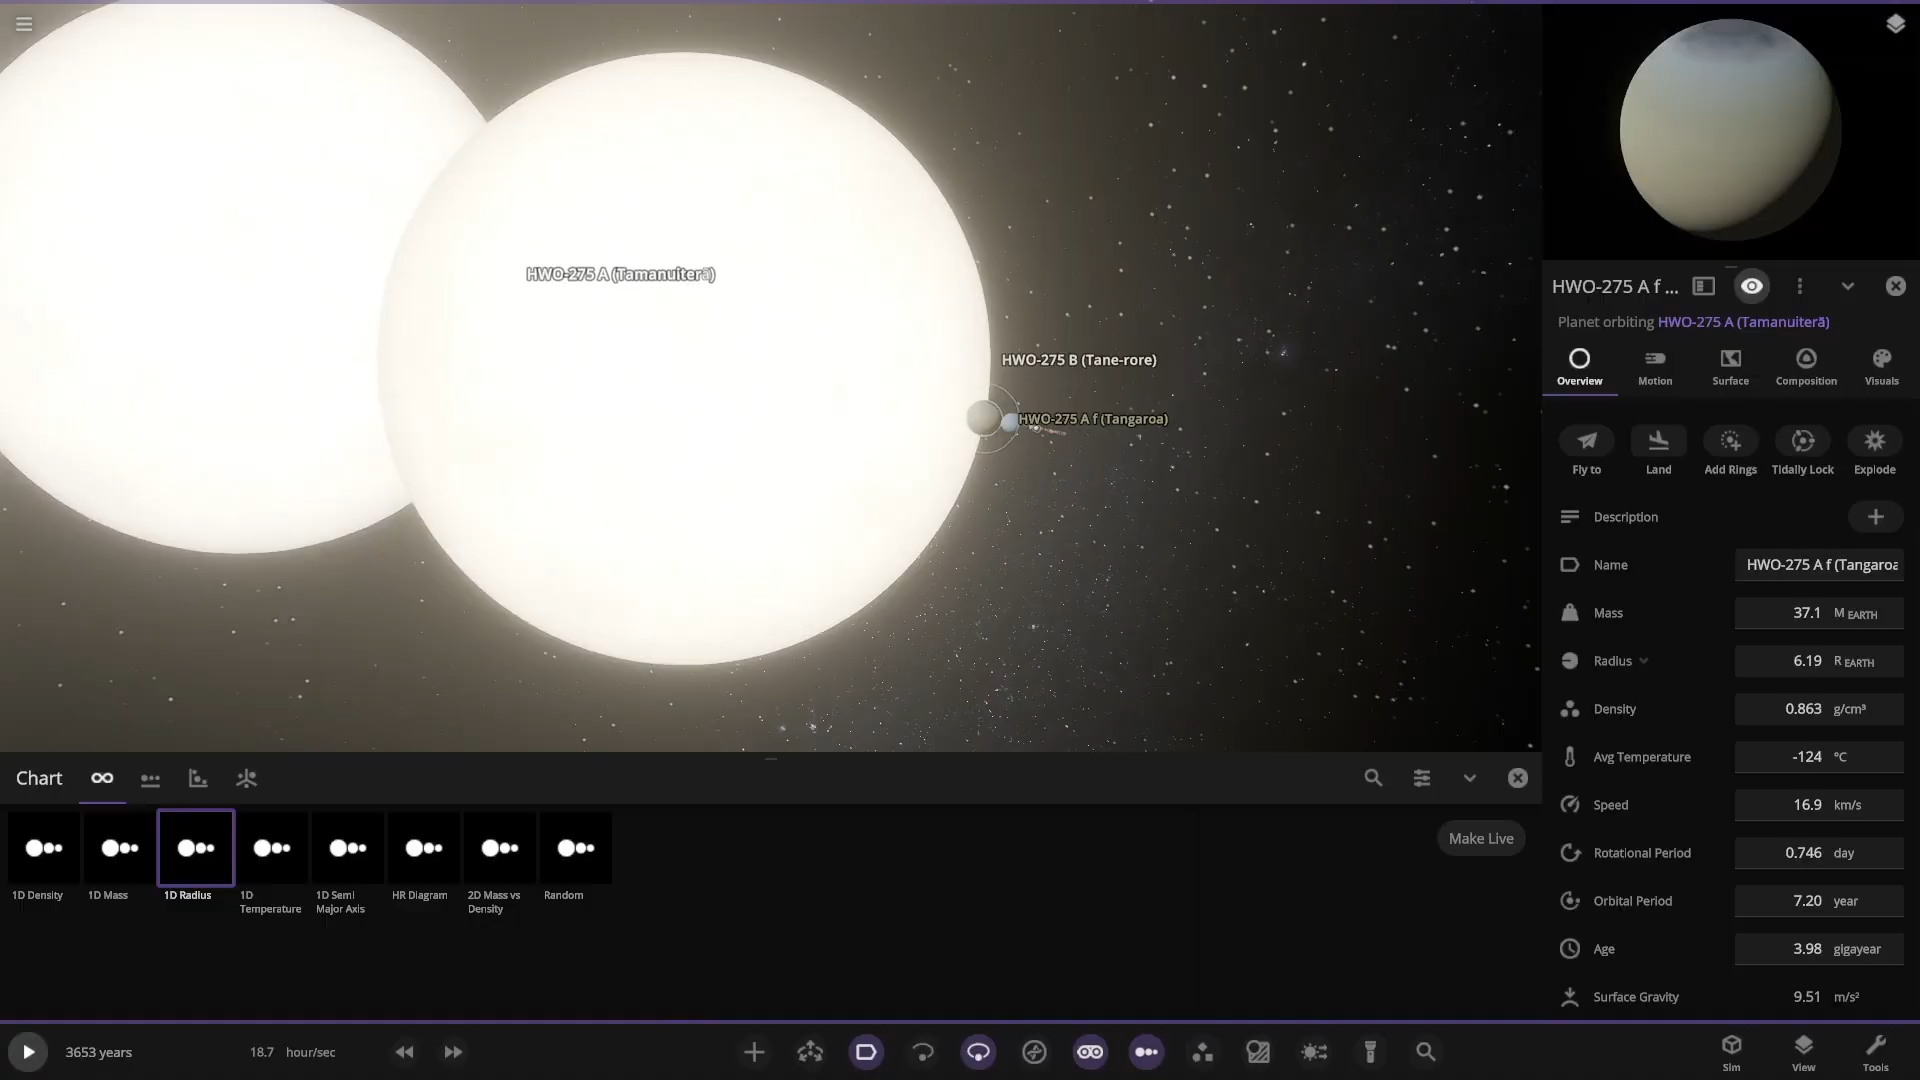 HWO-275 A (Tamanuiterā)
HWO-275 B (Tane-rore)
HWO-275 A f (Tangaroa)
HWO-275 A f ...
Planet orbiting HWO-275 A (Tamanuiterā)
Overview
Motion
Surface
Composition
Visuals
Fly to
Land
Add Rings
Tidally Lock
Explode
Description
Name HWO-275 A f (Tangaroa
Mass 37.1 M EARTH
Radius 6.19 R EARTH
Density 0.863 g/cm³
Avg Temperature -124 °C
Speed 16.9 km/s
Rotational Period 0.746 day
Orbital Period 7.20 year
Age 3.98 gigayear
Surface Gravity 9.51 m/s²
Chart
Make Live
1D Density
1D Mass
1D Radius
1D Temperature
1D Semi Major Axis
HR Diagram
2D Mass vs Density
Random
3653 years
18.7 hour/sec
Sim
View
Tools